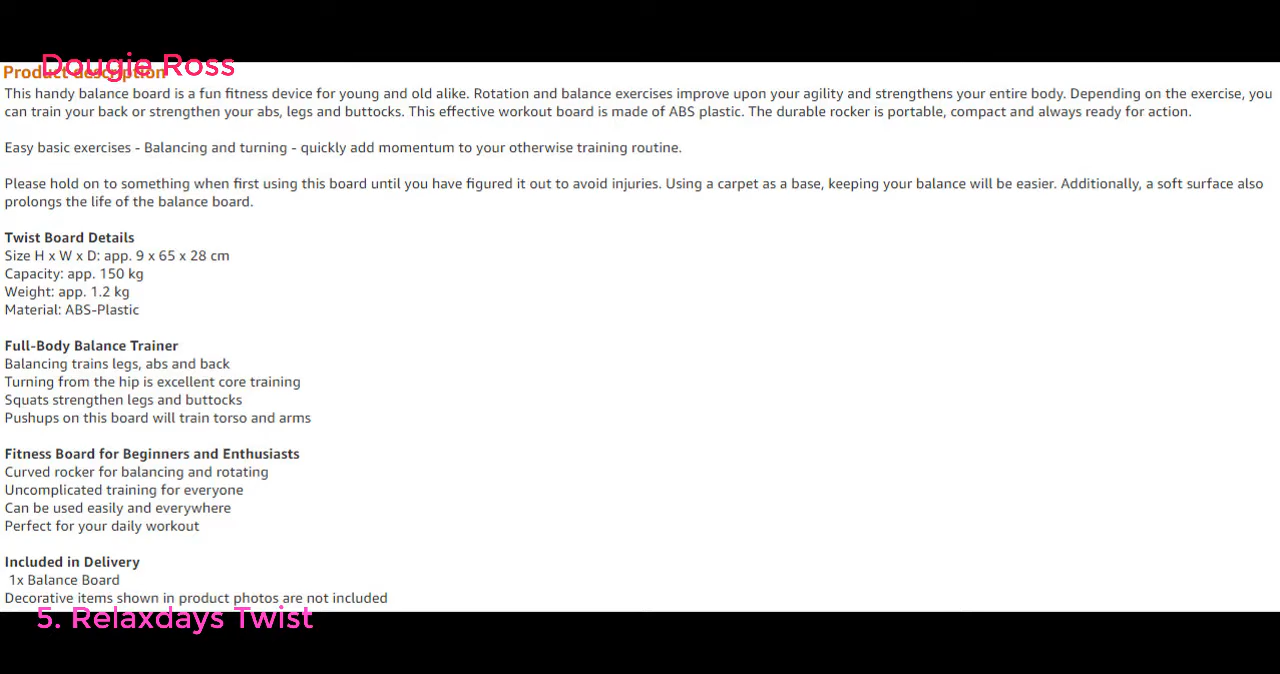 Dougie Ross
Product description
This handy balance board is a fun fitness device for young and old alike. Rotation and balance exercises improve upon your agility and strengthens your entire body. Depending on the exercise, you
can train your back or strengthen your abs, legs and buttocks. This effective workout board is made of ABS plastic. The durable rocker is portable, compact and always ready for action.
Easy basic exercises - Balancing and turning - quickly add momentum to your otherwise training routine.
Please hold on to something when first using this board until you have figured it out to avoid injuries. Using a carpet as a base, keeping your balance will be easier. Additionally, a soft surface also
prolongs the life of the balance board.
Twist Board Details
Size H x W x D: app. 9 x 65 x 28 cm
Capacity: app. 150 kg
Weight: app. 1.2 kg
Material: ABS-Plastic
Full-Body Balance Trainer
Balancing trains legs, abs and back
Turning from the hip is excellent core training
Squats strengthen legs and buttocks
Pushups on this board will train torso and arms
Fitness Board for Beginners and Enthusiasts
Curved rocker for balancing and rotating
Uncomplicated training for everyone
Can be used easily and everywhere
Perfect for your daily workout
Included in Delivery
1x Balance Board
Decorative items shown in product photos are not included
5. Relaxdays Twist